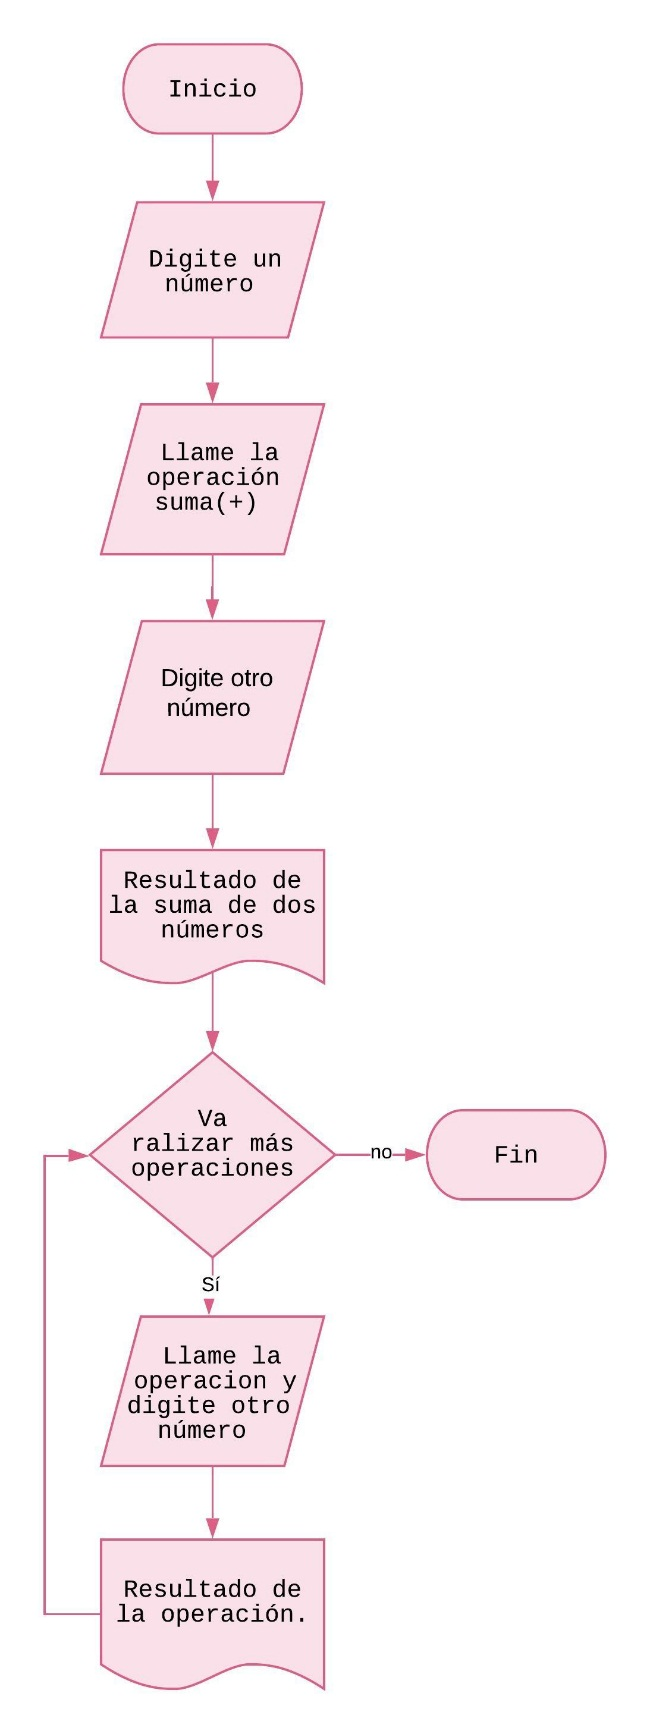 Inicio
Digite un
número
Llame la
operación
suma(+)
Digite otro
número
Resultado de
la suma de dos
números
Va
ralizar más
operaciones
no
Fin
Sí
Llame la
operacion y
digite otro
número
Resultado de
la operación.